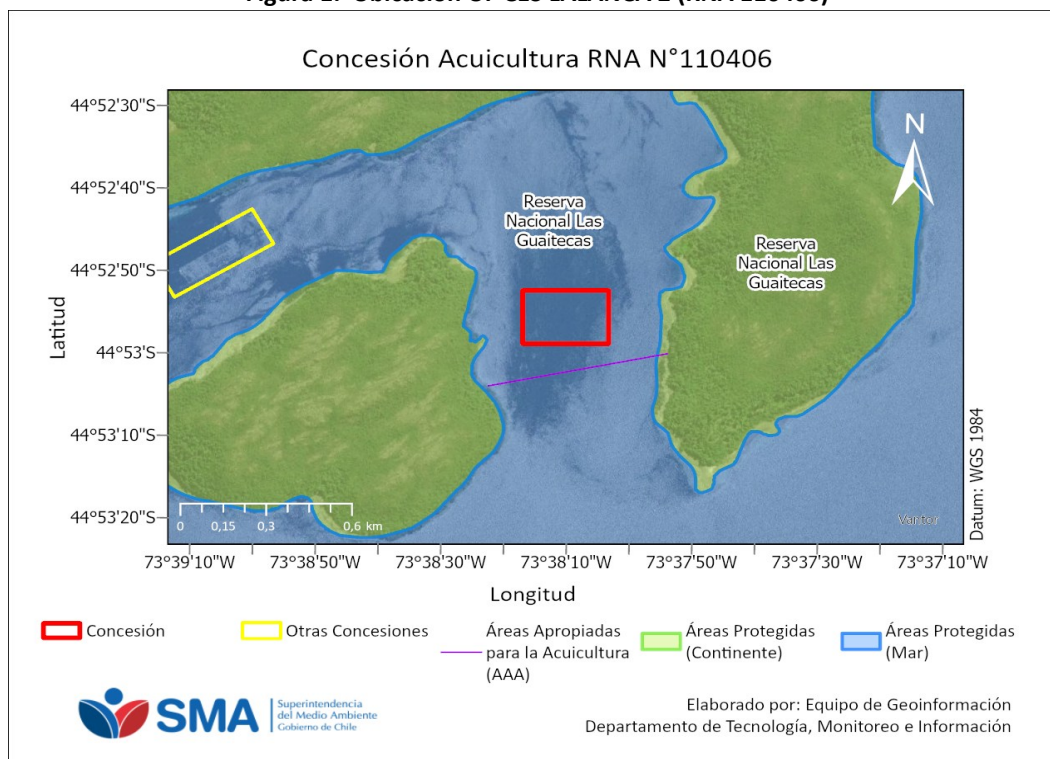 Concesión Acuicultura RNA N°110406
44°52'30"S
44°52'40"S
44°52'50"S
44°53'S
44°53'10"S
44°53'20"S
Latitud
N
Reserva
Nacional Las
Guaitecas
Reserva
Nacional Las
Guaitecas
0 0,15 0,3 0,6 km
Vantor
Datum: WGS 1984
73°39'10"W 73°38'50"W 73°38'30"W 73°38'10"W 73°37'50"W 73°37'30"W 73°37'10"W
Longitud
Concesión
Otras Concesiones
Áreas Apropiadas
para la Acuicultura
(AAA)
Áreas Protegidas
(Continente)
Áreas Protegidas
(Mar)
SMA
Superintendencia
del Medio Ambiente
Gobierno de Chile
Elaborado por: Equipo de Geoinformación
Departamento de Tecnología, Monitoreo e Información